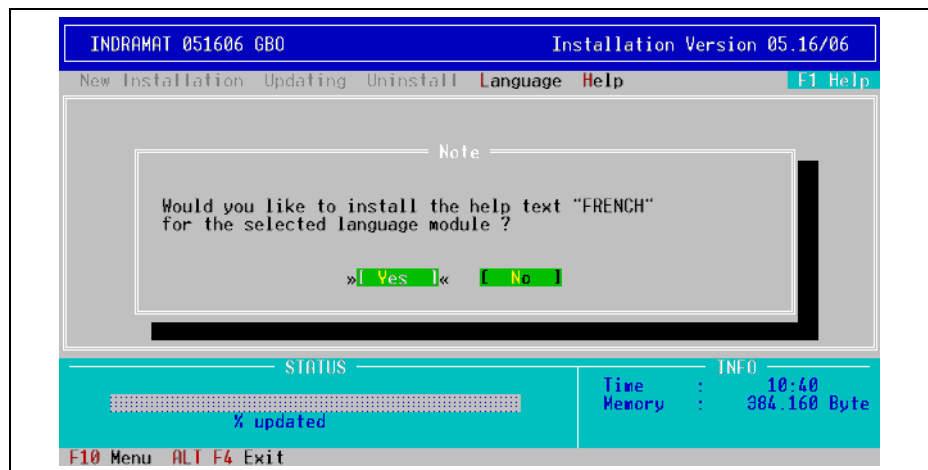 INDRAMAT 051606 GBO Installation Version 05.16/06
New Installation Updating Uninstall Language Help F1 Help
Note
Would you like to install the help text "FRENCH"
for the selected language module ?
»[ Yes ]« [ No ]
STATUS INFO
Time : 10:40
Memory : 384.160 Byte
% updated
F10 Menu ALT F4 Exit